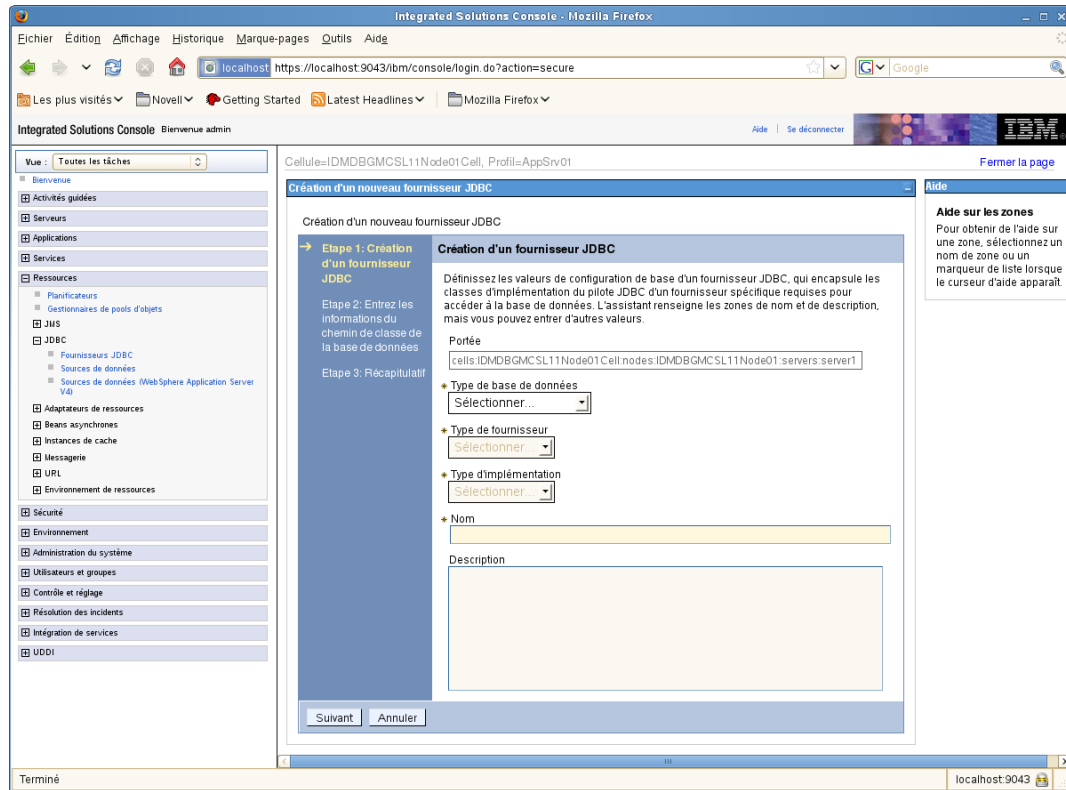 Integrated Solutions Console - Mozilla Firefox
Eichier Édition Affichage Historique Marque-pages Outils Aide
localhost https://localhost:9043/ibm/console/login.do?action=secure
G Google
Les plus visités Novell Getting Started Latest Headlines Mozilla Firefox
Integrated Solutions Console Bienvenue admin
Aide Se déconnecter
IBM
Vue : Toutes les tâches
Bienvenue
Activités guidées
Serveurs
Applications
Services
Ressources
Planificateurs
Gestionnaires de pools d'objets
JMS
JDBC
Fournisseurs JDBC
Sources de données
Sources de données (WebSphere Application Server
V4)
Adaptateurs de ressources
Beans asynchrones
Instances de cache
Messagerie
URL
Environnement de ressources
Sécurité
Environnement
Administration du système
Utilisateurs et groupes
Contrôle et réglage
Résolution des incidents
Intégration de services
UDDI
Cellule=IDMDBGMCSL11Node01Cell, Profil=AppSrv01
Fermer la page
Création d'un nouveau fournisseur JDBC
Création d'un nouveau fournisseur JDBC
Etape 1: Création
d'un fournisseur
JDBC
Etape 2: Entrez les
informations du
chemin de classe de
la base de données
Etape 3: Récapitulatif
Création d'un fournisseur JDBC
Définissez les valeurs de configuration de base d'un fournisseur JDBC, qui encapsule les
classes d'implémentation du pilote JDBC d'un fournisseur spécifique requises pour
accéder à la base de données. L'assistant renseigne les zones de nom et de description,
mais vous pouvez entrer d'autres valeurs.
Portée
cells:IDMDBGMCSL11Node01Cell:nodes:IDMDBGMCSL11Node01:servers:server1
Type de base de données
Sélectionner...
Type de fournisseur
Sélectionner...
Type d'implémentation
Sélectionner...
Nom
Description
Suivant Annuler
Aide
Aide sur les zones
Pour obtenir de l'aide sur
une zone, sélectionnez un
nom de zone ou un
marqueur de liste lorsque
le curseur d'aide apparaît.
Terminé
localhost:9043